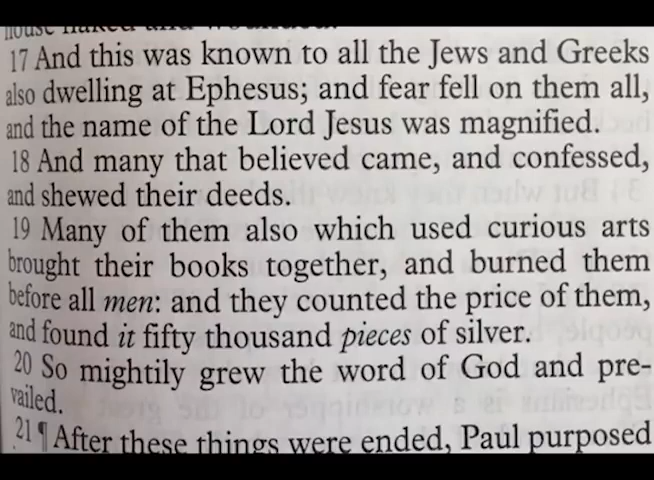 house naked and wounded.
17 And this was known to all the Jews and Greeks
also dwelling at Ephesus; and fear fell on them all,
and the name of the Lord Jesus was magnified.
18 And many that believed came, and confessed,
and shewed their deeds.
19 Many of them also which used curious arts
brought their books together, and burned them
before all men: and they counted the price of them,
and found it fifty thousand pieces of silver.
20 So mightily grew the word of God and pre-
vailed.
21 ¶ After these things were ended, Paul purposed